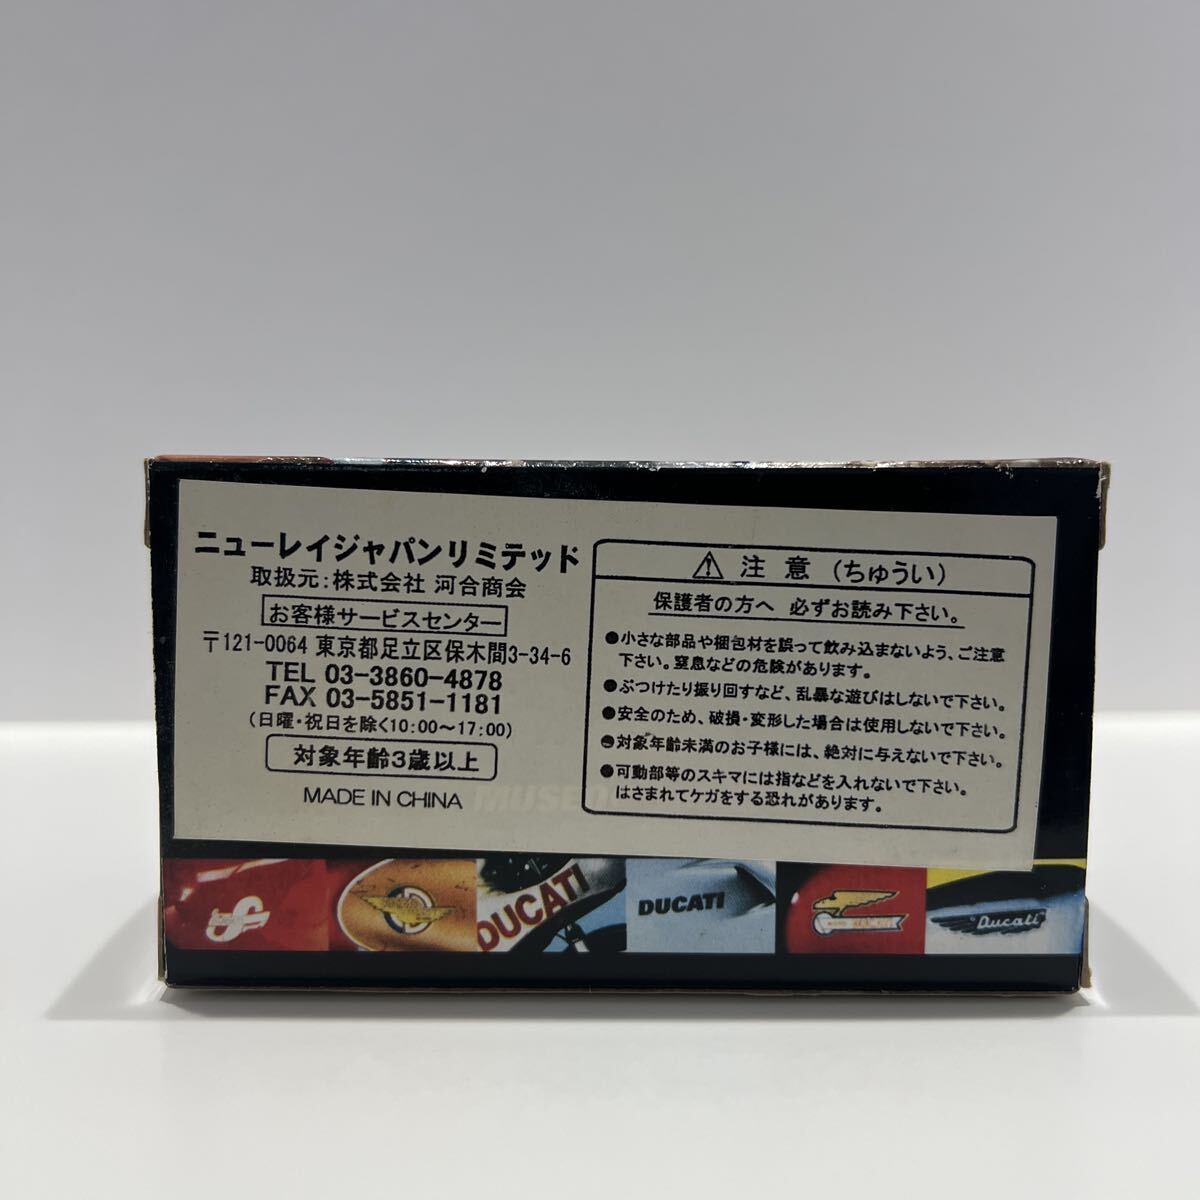 ニューレイジャパンリミテッド
取扱元:株式会社 河合商会
お客様サービスセンター
〒121-0064 東京都足立区保木間3-34-6
TEL 03-3860-4878
FAX 03-5851-1181
(日曜・祝日を除く10:00～17:00)
対象年齢3歳以上
MADE IN CHINA
⚠ 注 意 (ちゅうい)
保護者の方へ 必ずお読み下さい。
●小さな部品や梱包材を誤って飲み込まないよう、ご注意
下さい。窒息などの危険があります。
●ぶつけたり振り回すなど、乱暴な遊びはしないで下さい。
●安全のため、破損・変形した場合は使用しないで下さい。
●対象年齢未満のお子様には、絶対に与えないで下さい。
●可動部等のスキマには指などを入れないで下さい。
はさまれてケガをする恐れがあります。
DUCATI
DUCATI
Ducati